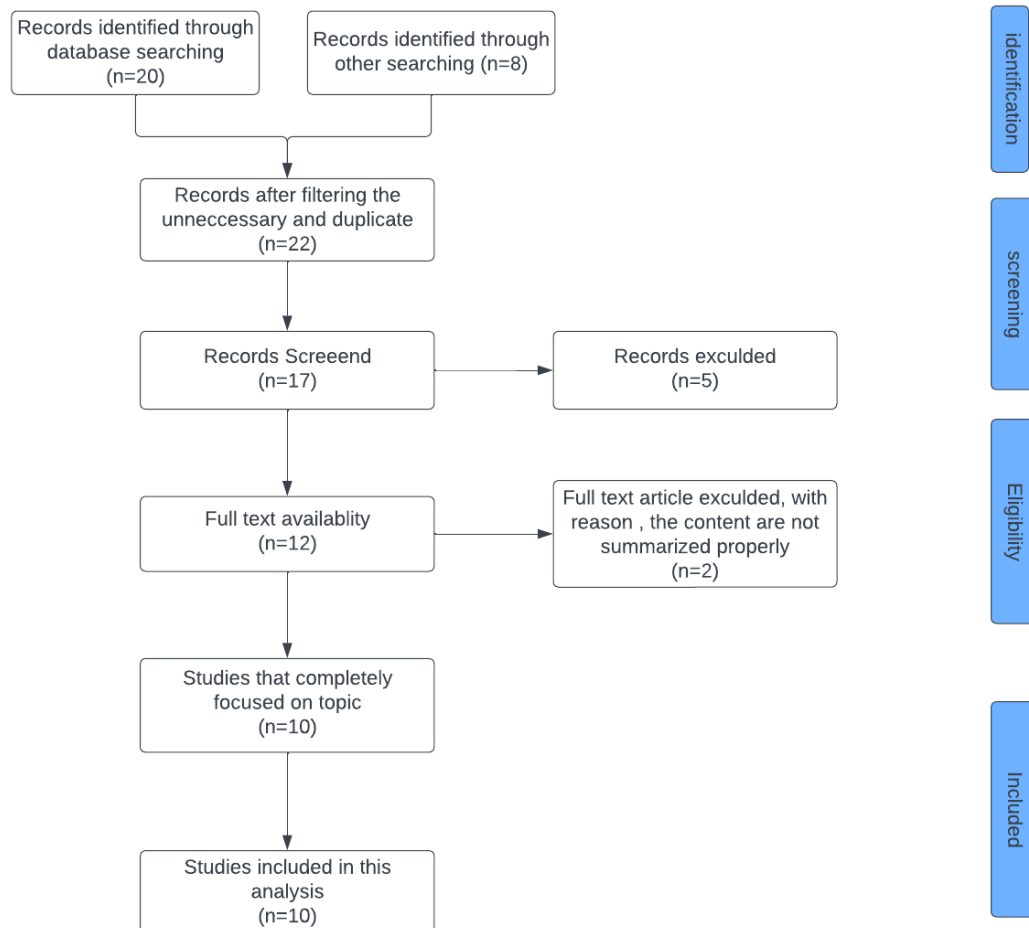 Records identified through
database searching
(n=20)
Records identified through
other searching (n=8)
identification
Records after filtering the
unneccessary and duplicate
(n=22)
screening
Records Screeend
(n=17)
Records exculded
(n=5)
Full text availablity
(n=12)
Full text article exculded, with
reason , the content are not
summarized properly
(n=2)
Eligibility
Studies that completely
focused on topic
(n=10)
Included
Studies included in this
analysis
(n=10)